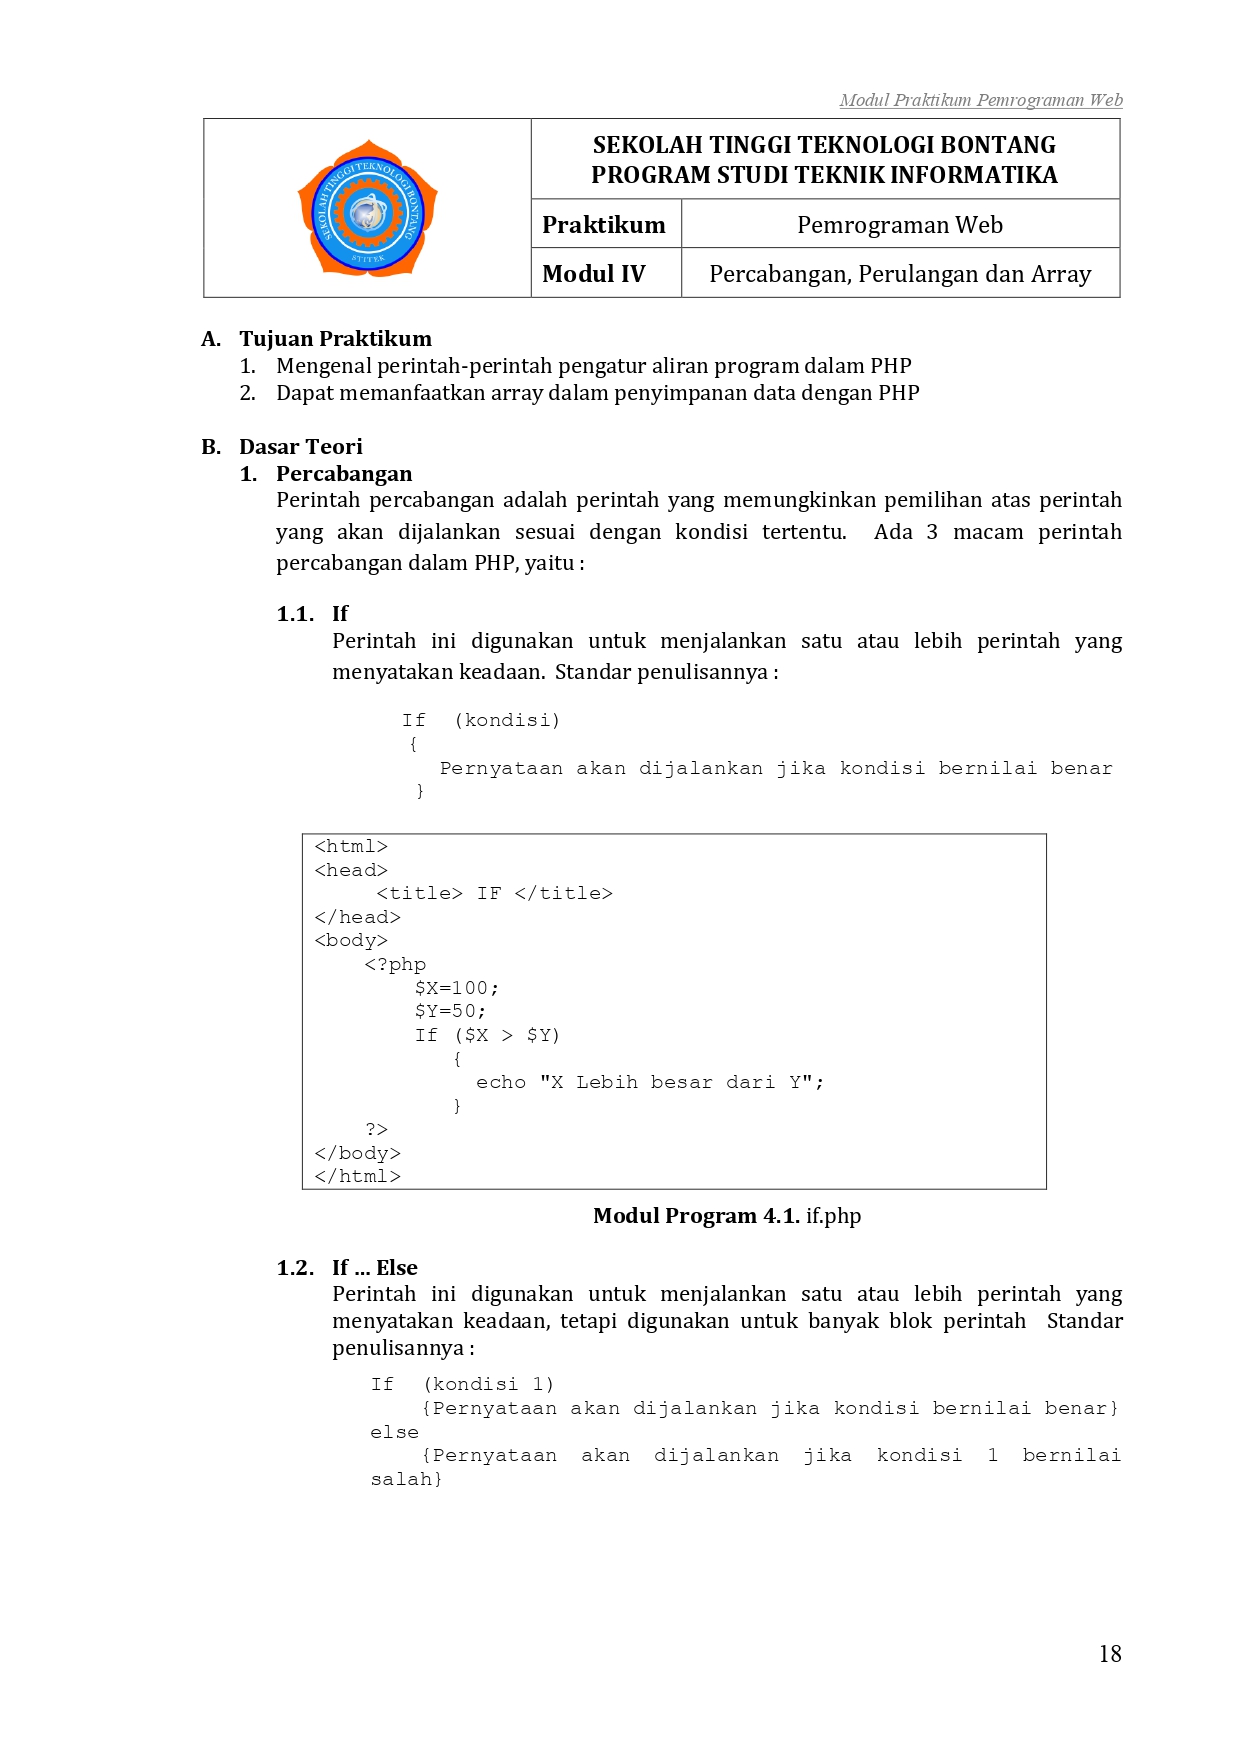 Modul Praktikum Pemrograman Web
SEKOLAH TINGGI TEKNOLOGI BONTANG
STITEK
SEKOLAH TINGGI TEKNOLOGI BONTANG
PROGRAM STUDI TEKNIK INFORMATIKA
Praktikum Pemrograman Web
Modul IV Percabangan, Perulangan dan Array
A. Tujuan Praktikum
1. Mengenal perintah-perintah pengatur aliran program dalam PHP
2. Dapat memanfaatkan array dalam penyimpanan data dengan PHP
B. Dasar Teori
1. Percabangan
Perintah percabangan adalah perintah yang memungkinkan pemilihan atas perintah
yang akan dijalankan sesuai dengan kondisi tertentu. Ada 3 macam perintah
percabangan dalam PHP, yaitu :
1.1. If
Perintah ini digunakan untuk menjalankan satu atau lebih perintah yang
menyatakan keadaan. Standar penulisannya :
If (kondisi)
{
Pernyataan akan dijalankan jika kondisi bernilai benar
}
<html>
<head>
<title> IF </title>
</head>
<body>
<?php
$X=100;
$Y=50;
If ($X > $Y)
{
echo "X Lebih besar dari Y";
}
?>
</body>
</html>
Modul Program 4.1. if.php
1.2. If ... Else
Perintah ini digunakan untuk menjalankan satu atau lebih perintah yang
menyatakan keadaan, tetapi digunakan untuk banyak blok perintah Standar
penulisannya :
If (kondisi 1)
{Pernyataan akan dijalankan jika kondisi bernilai benar}
else
{Pernyataan akan dijalankan jika kondisi 1 bernilai
salah}
18